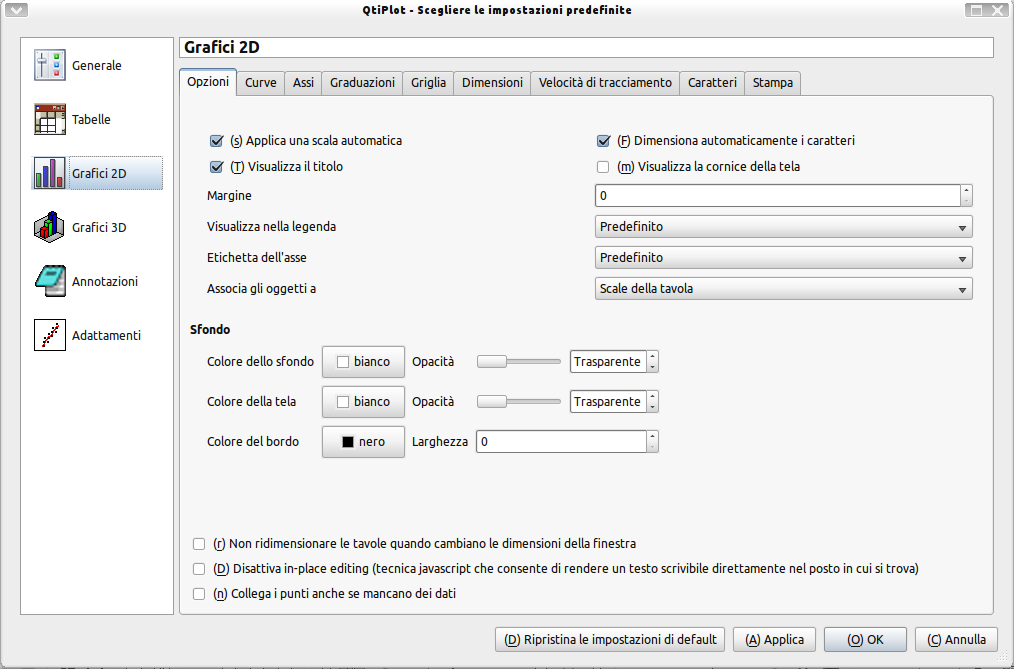 QtiPlot - Scegliere le impostazioni predefinite
Generale
Tabelle
Grafici 2D
Grafici 3D
Annotazioni
Adattamenti
Grafici 2D
Opzioni Curve Assi Graduazioni Griglia Dimensioni Velocità di tracciamento Caratteri Stampa
(s) Applica una scala automatica (F) Dimensiona automaticamente i caratteri
(T) Visualizza il titolo (m) Visualizza la cornice della tela
Margine 0
Visualizza nella legenda Predefinito
Etichetta dell'asse Predefinito
Associa gli oggetti a Scale della tavola
Sfondo
Colore dello sfondo bianco Opacità Trasparente
Colore della tela bianco Opacità Trasparente
Colore del bordo nero Larghezza 0
(r) Non ridimensionare le tavole quando cambiano le dimensioni della finestra
(D) Disattiva in-place editing (tecnica javascript che consente di rendere un testo scrivibile direttamente nel posto in cui si trova)
(n) Collega i punti anche se mancano dei dati
(D) Ripristina le impostazioni di default (A) Applica (O) OK (C) Annulla